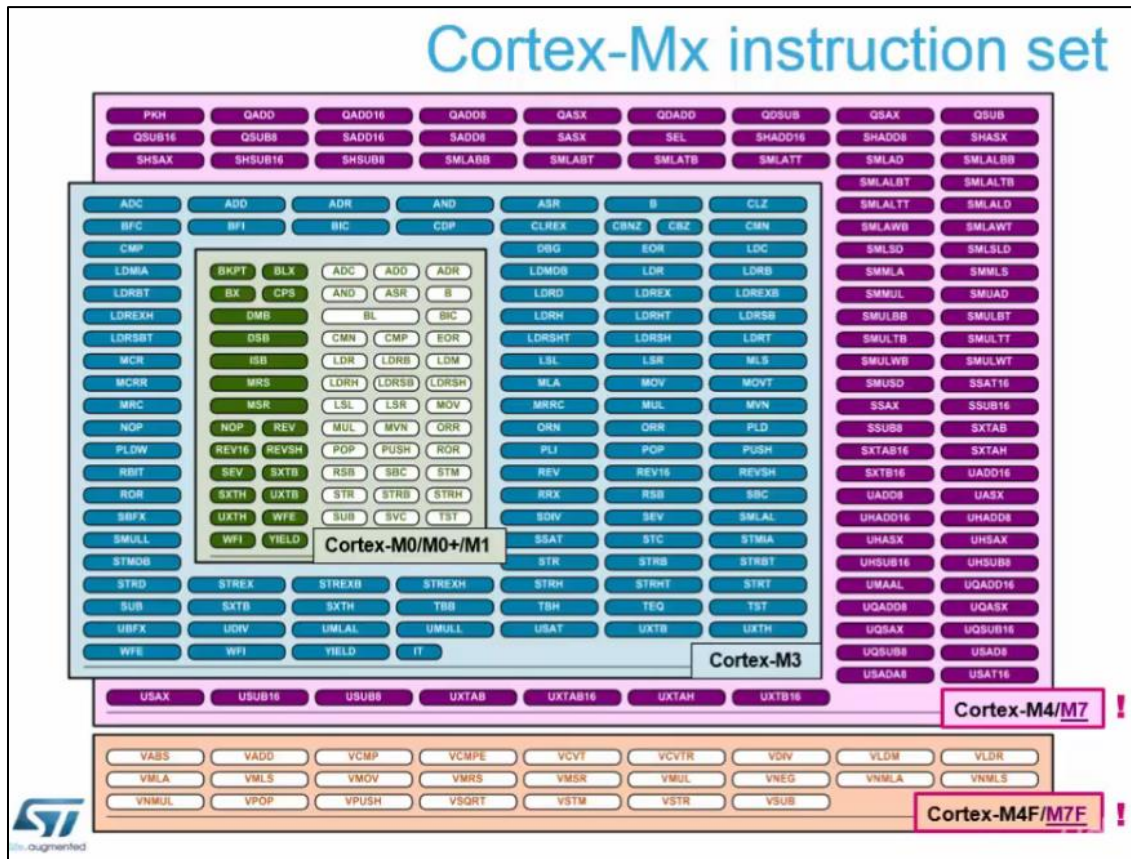 Cortex-Mx instruction set
PKH QADD QADD16 QADD8 QASX QDADD QDSUB QSAX QSUB
QSUB16 QSUB8 SADD16 SADD8 SASX SEL SHADD16 SHADD8 SHASX
SHSAX SHSUB16 SHSUB8 SMLABB SMLABT SMLATB SMLATT SMLAD SMLALBB
SMLALBT SMLALTB
ADC ADD ADR AND ASR B CLZ SMLALTT SMLALD
BFC BFI BIC CDP CLREX CBNZ CBZ CMN SMLAWB SMLAWT
CMP DBG EOR LDC SMLSD SMLSLD
LDMIA BKPT BLX ADC ADD ADR LDMDB LDR LDRB SMMLA SMMLS
LDRBT BX CPS AND ASR B LDRD LDREX LDREXB SMMUL SMUAD
LDREXH DMB BL BIC LDRH LDRHT LDRSB SMULBB SMULBT
LDRSBT DSB CMN CMP EOR LDRSHT LDRSH LDRT SMULTB SMULTT
MCR ISB LDR LDRB LDM LSL LSR MLS SMULWB SMULWT
MCRR MRS LDRH LDRSB LDRSH MLA MOV MOVT SMUSD SSAT16
MRC MSR LSL LSR MOV MRRC MUL MVN SSAX SSUB16
NOP NOP REV MUL MVN ORR ORN ORR PLD SSUB8 SXTAB
PLDW REV16 REVSH POP PUSH ROR PLI POP PUSH SXTAB16 SXTAH
RBIT SEV SXTB RSB SBC STM REV REV16 REVSH SXTB16 UADD16
ROR SXTH UXTB STR STRB STRH RRX RSB SBC UADD8 UASX
SBFX UXTH WFE SUB SVC TST SDIV SEV SMLAL UHADD16 UHADD8
SMULL WFI YIELD Cortex-M0/M0+/M1 SSAT STC STMIA UHASX UHSAX
STMDB STR STRB STRBT UHSUB16 UHSUB8
STRD STREX STREXB STREXH STRH STRHT STRT UMAAL UQADD16
SUB SXTB SXTH TBB TBH TEQ TST UQADD8 UQASX
UBFX UDIV UMLAL UMULL USAT UXTB UXTH UQSAX UQSUB16
WFE WFI YIELD IT Cortex-M3 UQSUB8 USAD8
USADA8 USAT16
USAX USUB16 USUB8 UXTAB UXTAB16 UXTAH UXTB16
Cortex-M4/M7 !
VABS VADD VCMP VCMPE VCVT VCVTR VDIV VLDM VLDR
VMLA VMLS VMOV VMRS VMSR VMUL VNEG VNMLA VNMLS
VNMUL VPOP VPUSH VSQRT VSTM VSTR VSUB
Cortex-M4F/M7F !
ST
life.augmented